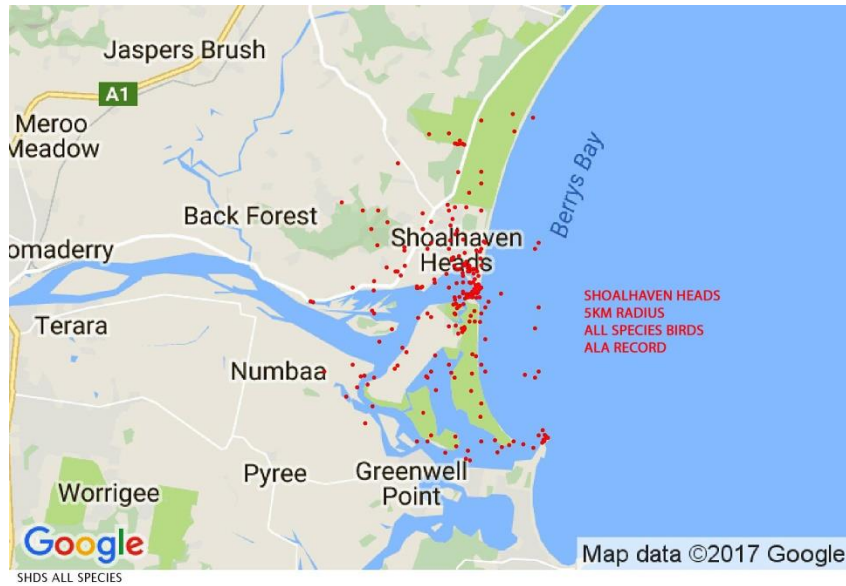 Jaspers Brush
A1
Meroo
Meadow
Berrys Bay
Back Forest
Shoalhaven
Heads
omaderry
SHOALHAVEN HEADS
5KM RADIUS
ALL SPECIES BIRDS
ALA RECORD
Terara
Numbaa
Pyree
Greenwell
Point
Worrigee
Google
Map data ©2017 Google
SHDS ALL SPECIES